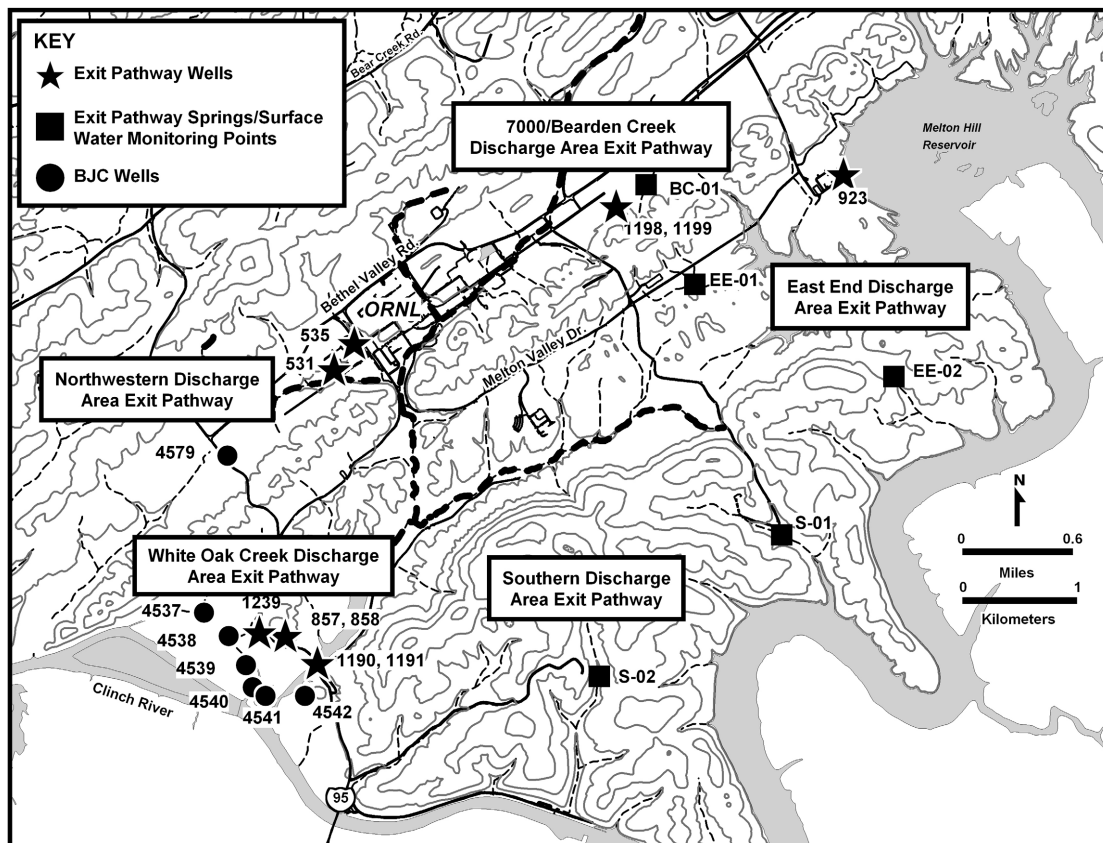 KEY
Exit Pathway Wells
Exit Pathway Springs/Surface
Water Monitoring Points
BJC Wells
Bear Creek Rd.
7000/Bearden Creek
Discharge Area Exit Pathway
Melton Hill
Reservoir
BC-01
923
1198, 1199
Bethel Valley Rd.
EE-01
East End Discharge
Area Exit Pathway
ORNL
535
531
Melton Valley Dr.
EE-02
Northwestern Discharge
Area Exit Pathway
4579
N
S-01
0 0.6
Miles
0 1
Kilometers
White Oak Creek Discharge
Area Exit Pathway
Southern Discharge
Area Exit Pathway
4537
1239
857, 858
4538
4539
1190, 1191
S-02
4540
4541
4542
Clinch River
95